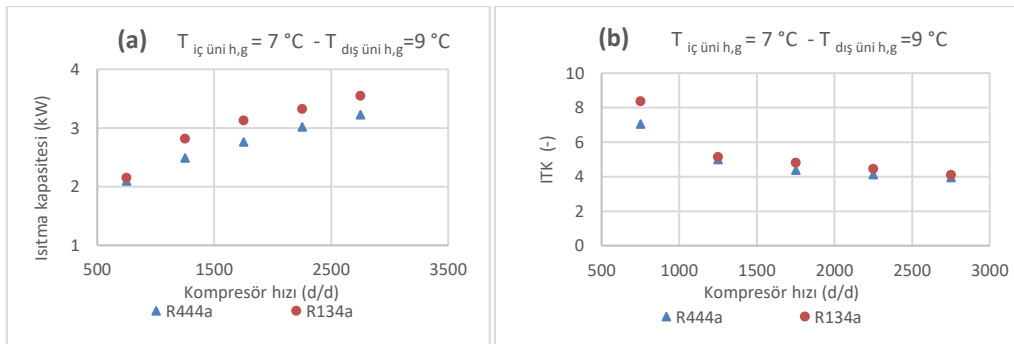 (a) T iç üni h,g = 7 °C - T dış üni h,g =9 °C
4
3
2
1
Isıtma kapasitesi (kW)
500 1500 2500 3500
Kompresör hızı (d/d)
R444a R134a
(b) T iç üni h,g = 7 °C - T dış üni h,g =9 °C
10
8
6
4
2
0
ITK (-)
500 1000 1500 2000 2500 3000
Kompresör hızı (d/d)
R444a R134a